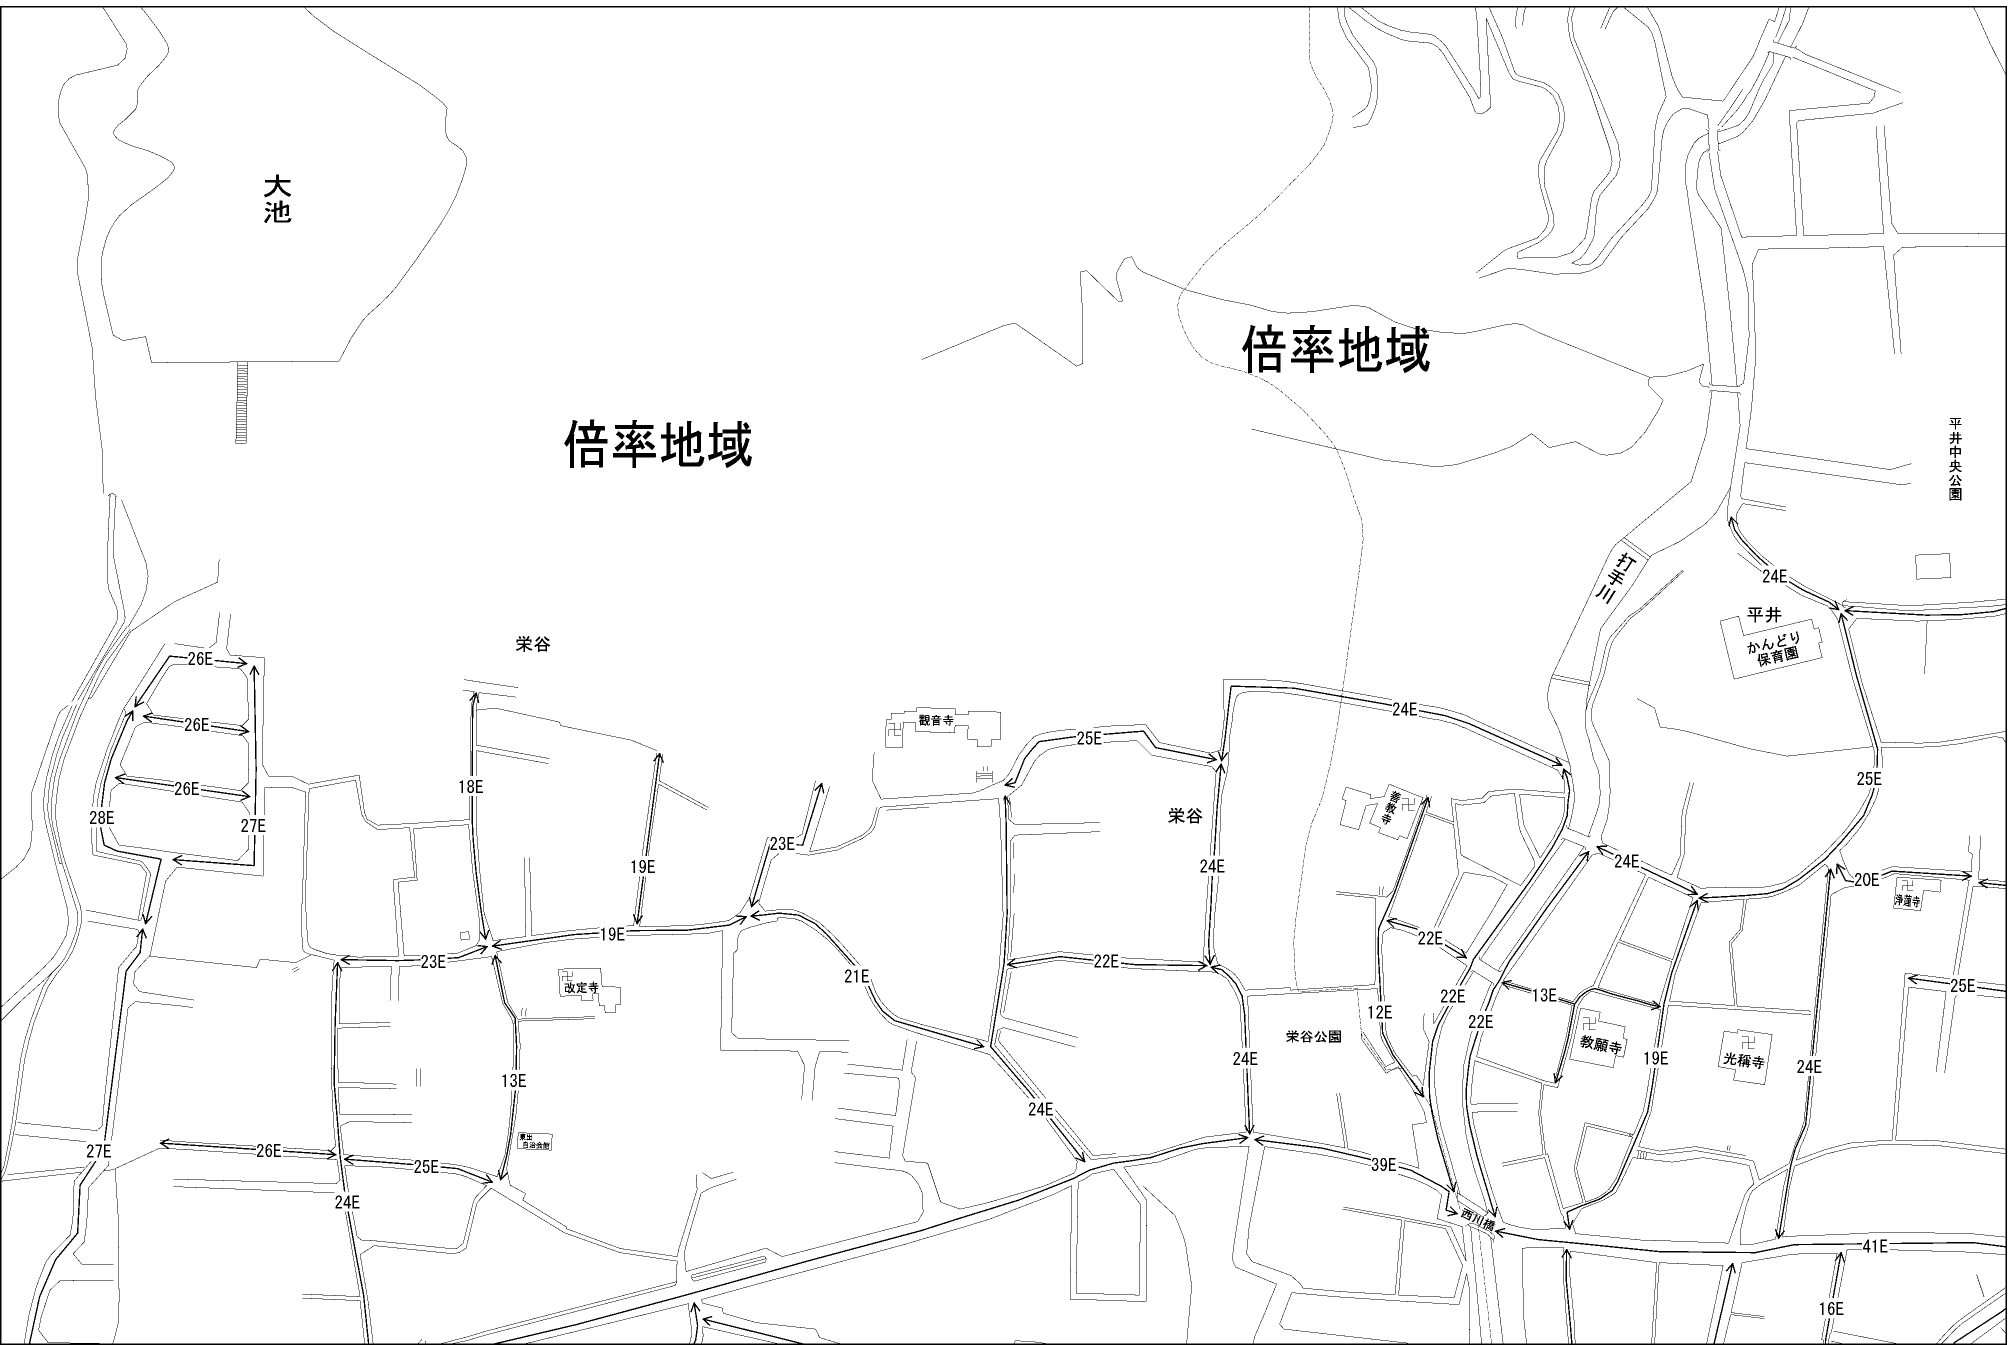 大池
倍率地域
倍率地域
平井中央公園
打手川
24E
平井
かんどり
保育園
栄谷
26E
26E
26E
28E
27E
18E
19E
23E
観音寺
25E
24E
栄谷
24E
善教寺
25E
24E
20E
浄蓮寺
19E
23E
改定寺
21E
22E
22E
12E
22E
22E
13E
25E
栄谷公園
24E
教願寺
19E
光稱寺
24E
13E
24E
東出
自治会館
27E
26E
25E
24E
39E
西川橋
41E
16E